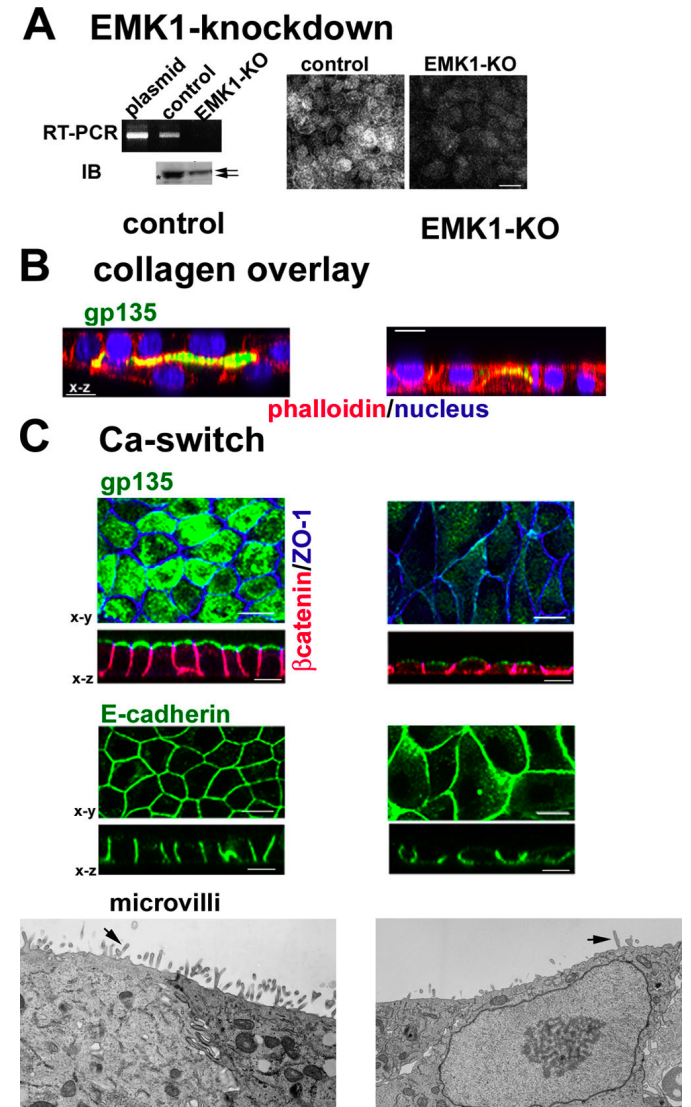 A EMK1-knockdown
plasmid
control
EMK1-KO
control
EMK1-KO
RT-PCR
IB
*
control
EMK1-KO
B collagen overlay
gp135
x-z
phalloidin/nucleus
C Ca-switch
gp135
βcatenin/ZO-1
x-y
x-z
E-cadherin
x-y
x-z
microvilli